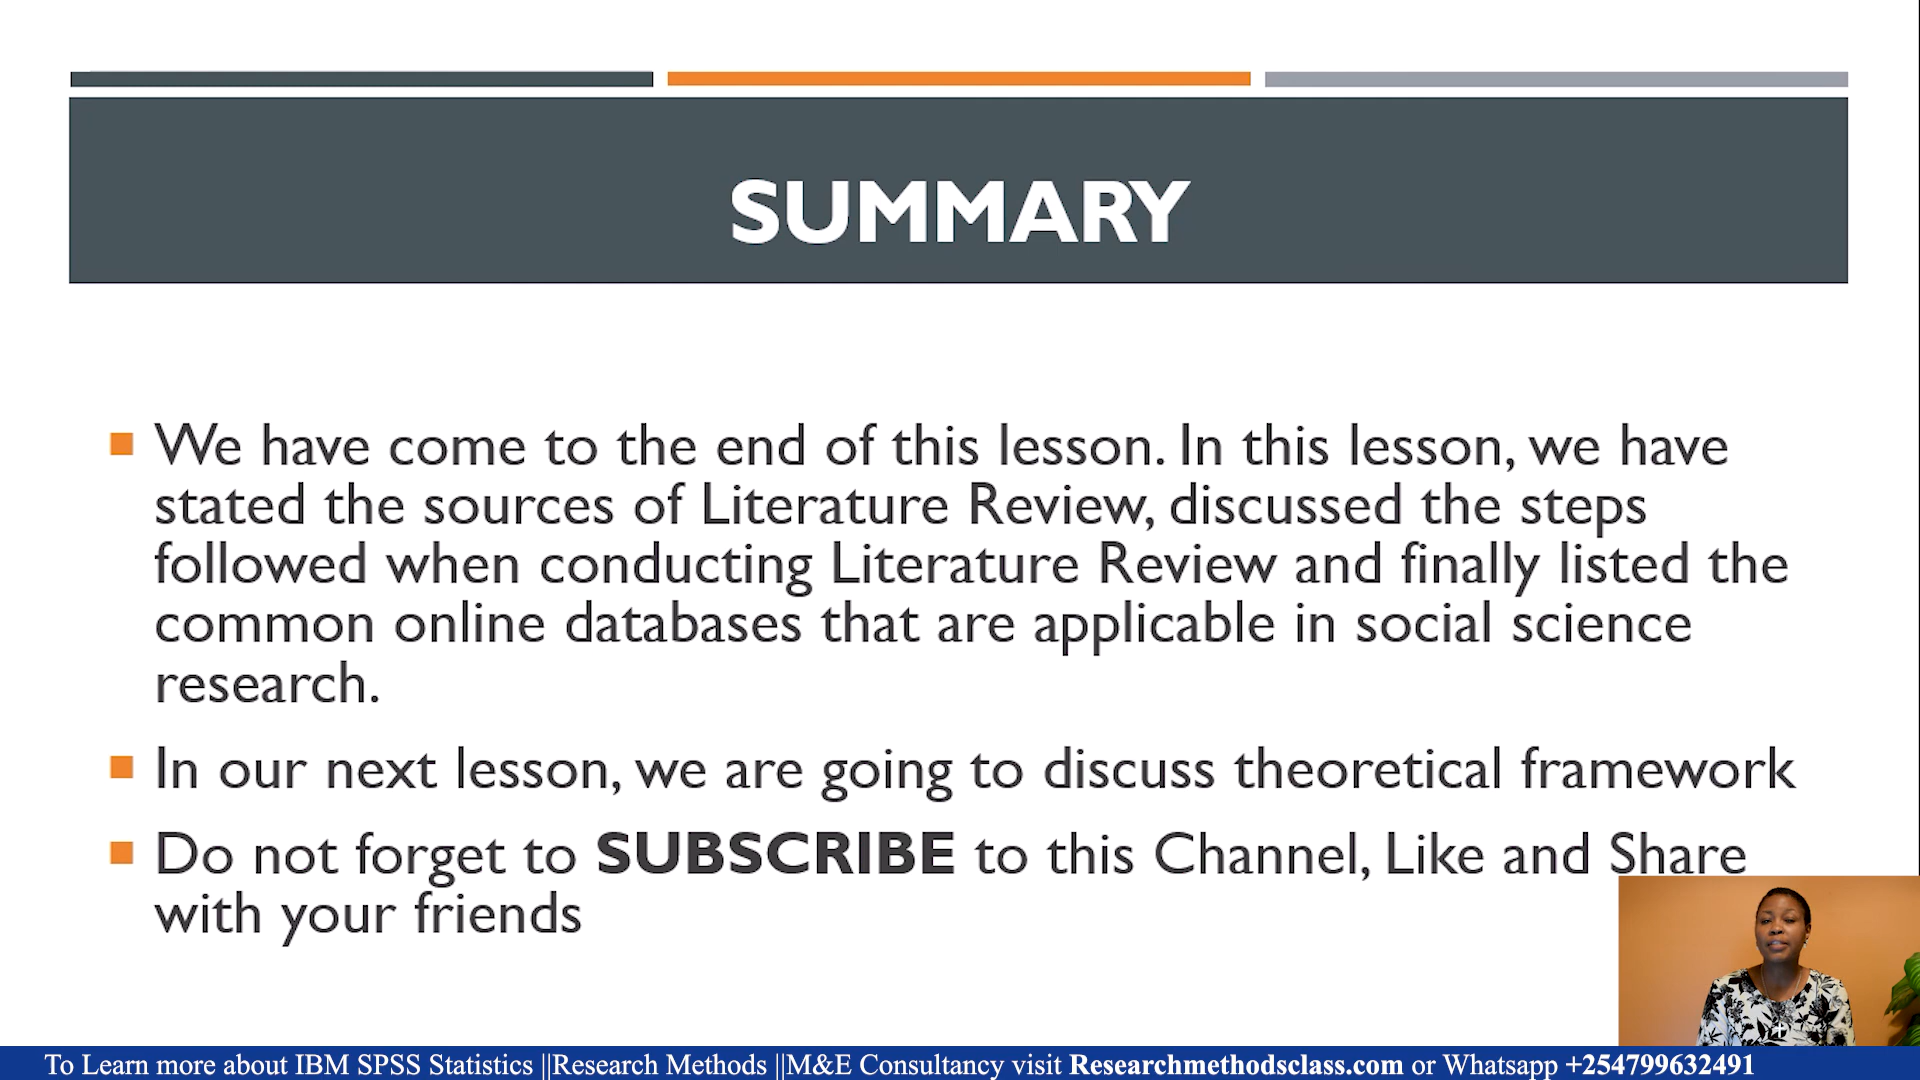 SUMMARY
We have come to the end of this lesson. In this lesson, we have
stated the sources of Literature Review, discussed the steps
followed when conducting Literature Review and finally listed the
common online databases that are applicable in social science
research.
In our next lesson, we are going to discuss theoretical framework
Do not forget to SUBSCRIBE to this Channel, Like and Share
with your friends
To Learn more about IBM SPSS Statistics ||Research Methods ||M&E Consultancy visit Researchmethodsclass.com or Whatsapp +254799632491